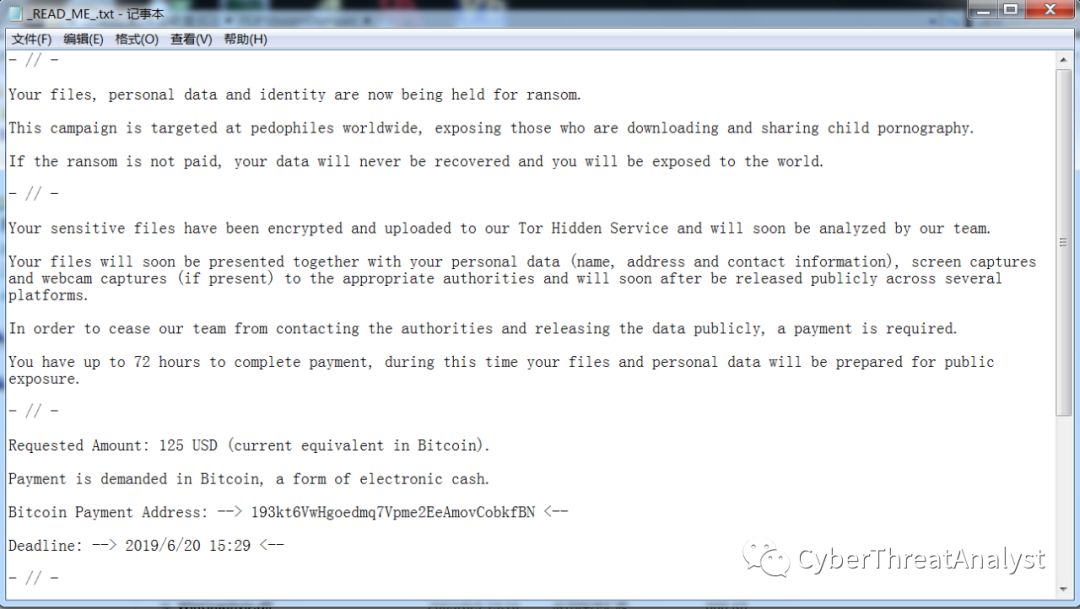 _READ_ME_.txt - 记事本
文件(F) 编辑(E) 格式(O) 查看(V) 帮助(H)
- // -
Your files, personal data and identity are now being held for ransom.
This campaign is targeted at pedophiles worldwide, exposing those who are downloading and sharing child pornography.
If the ransom is not paid, your data will never be recovered and you will be exposed to the world.
- // -
Your sensitive files have been encrypted and uploaded to our Tor Hidden Service and will soon be analyzed by our team.
Your files will soon be presented together with your personal data (name, address and contact information), screen captures
and webcam captures (if present) to the appropriate authorities and will soon after be released publicly across several
platforms.
In order to cease our team from contacting the authorities and releasing the data publicly, a payment is required.
You have up to 72 hours to complete payment, during this time your files and personal data will be prepared for public
exposure.
- // -
Requested Amount: 125 USD (current equivalent in Bitcoin).
Payment is demanded in Bitcoin, a form of electronic cash.
Bitcoin Payment Address: --> 193kt6VwHgoedmq7Vpme2EeAmovCobkfBN <--
Deadline: --> 2019/6/20 15:29 <--
- // -
CyberThreatAnalyst